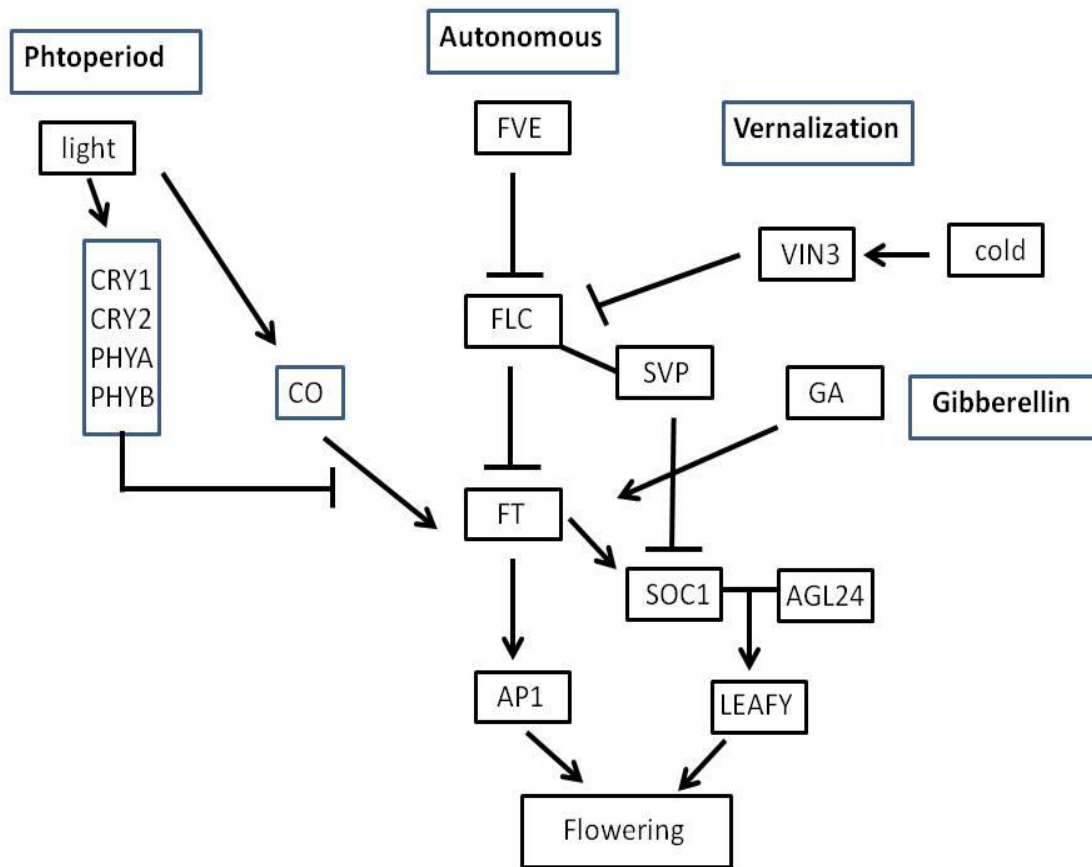 Phtoperiod
Autonomous
Vernalization
light
FVE
VIN3
cold
CRY1
CRY2
PHYA
PHYB
CO
FLC
SVP
GA
Gibberellin
FT
SOC1
AGL24
AP1
LEAFY
Flowering